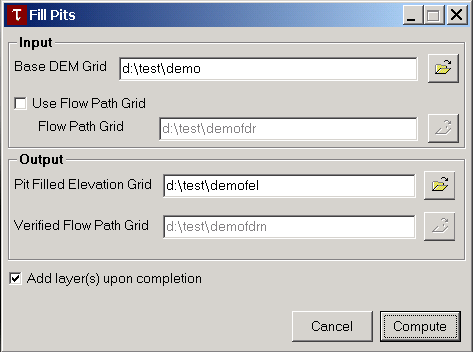 τ Fill Pits
Input
Base DEM Grid d:\test\demo
Use Flow Path Grid
Flow Path Grid d:\test\demofdr
Output
Pit Filled Elevation Grid d:\test\demofel
Verified Flow Path Grid d:\test\demofdrn
Add layer(s) upon completion
Cancel Compute